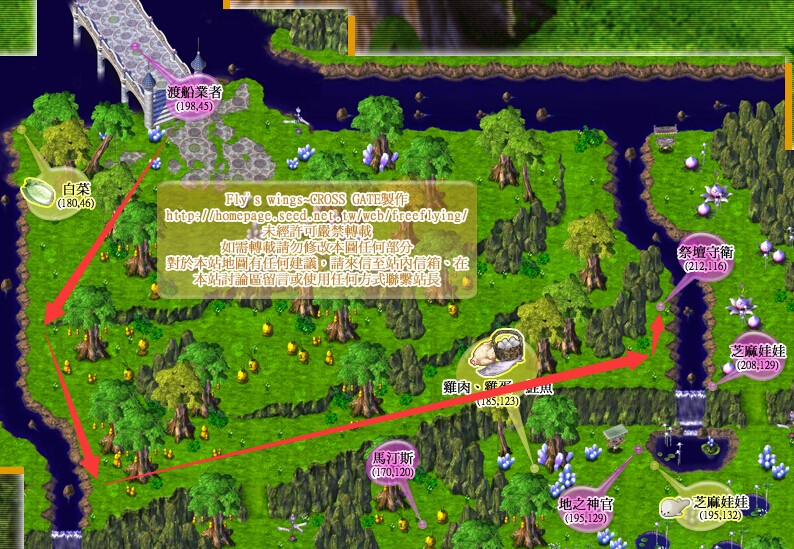 渡船業者
(198,45)
白菜
(180,46)
Fly's wings~CROSS GATE製作
http://homepage.seed.net.tw/web/freeflying/
未經許可嚴禁轉載
如需轉載請勿修改本圖任何部分
對於本站地圖有任何建議，請來信至站內信箱、在
本站討論區留言或使用任何方式聯繫站長
祭壇守衛
(212,116)
芝麻娃娃
(208,129)
雞肉、雞蛋、鮭魚
(185,123)
馬汀斯
(170,120)
地之神官
(195,129)
芝麻娃娃
(195,132)